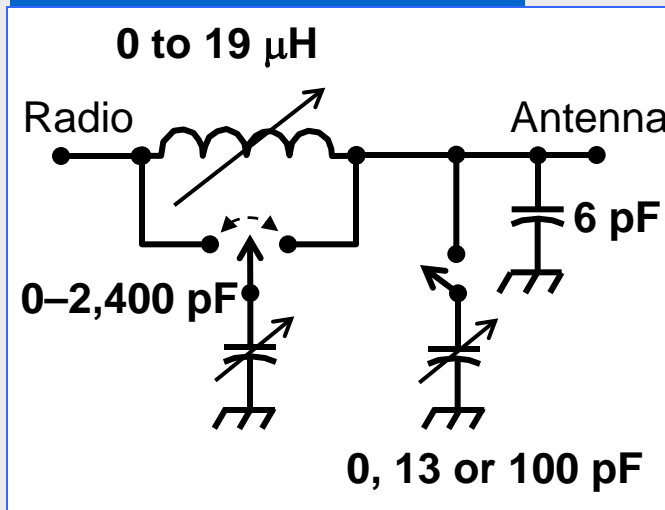 0 to 19 μH
Radio
Antenna
6 pF
0–2,400 pF
0, 13 or 100 pF